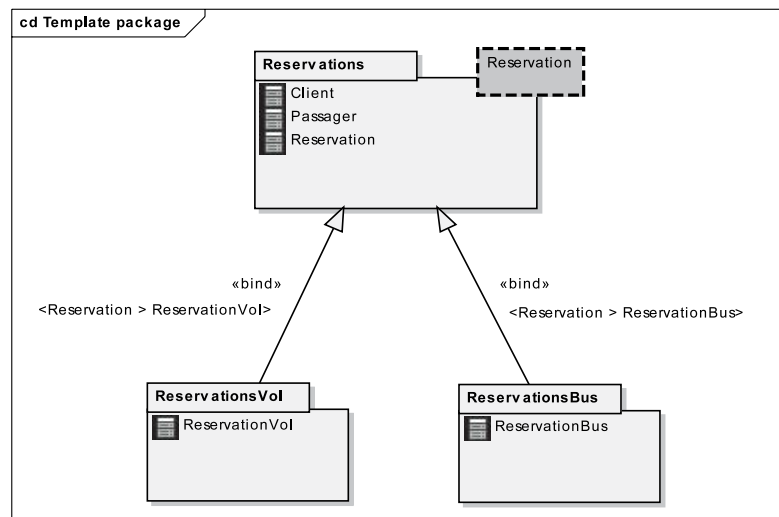 cd Template package
Reservations
Reservation
Client
Passager
Reservation
«bind»
<Reservation > ReservationVol>
«bind»
<Reservation > ReservationBus>
ReservationsVol
ReservationVol
ReservationsBus
ReservationBus